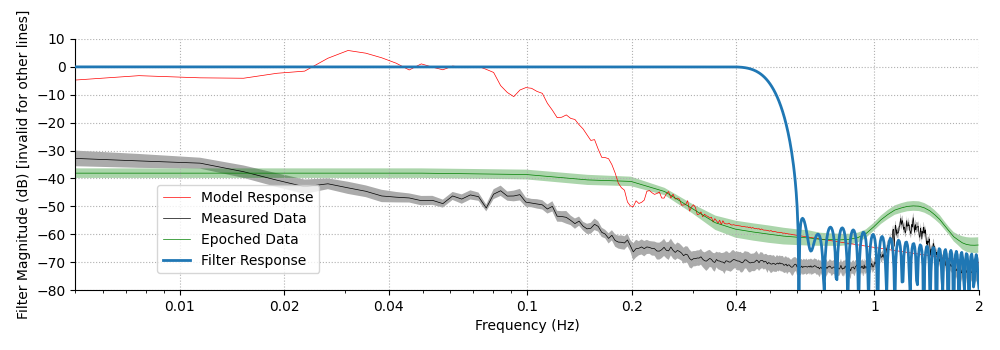 Filter Magnitude (dB) [invalid for other lines]
10
0
−10
−20
−30
−40
−50
−60
−70
−80
Model Response
Measured Data
Epoched Data
Filter Response
0.01 0.02 0.04 0.1 0.2 0.4 1 2
Frequency (Hz)